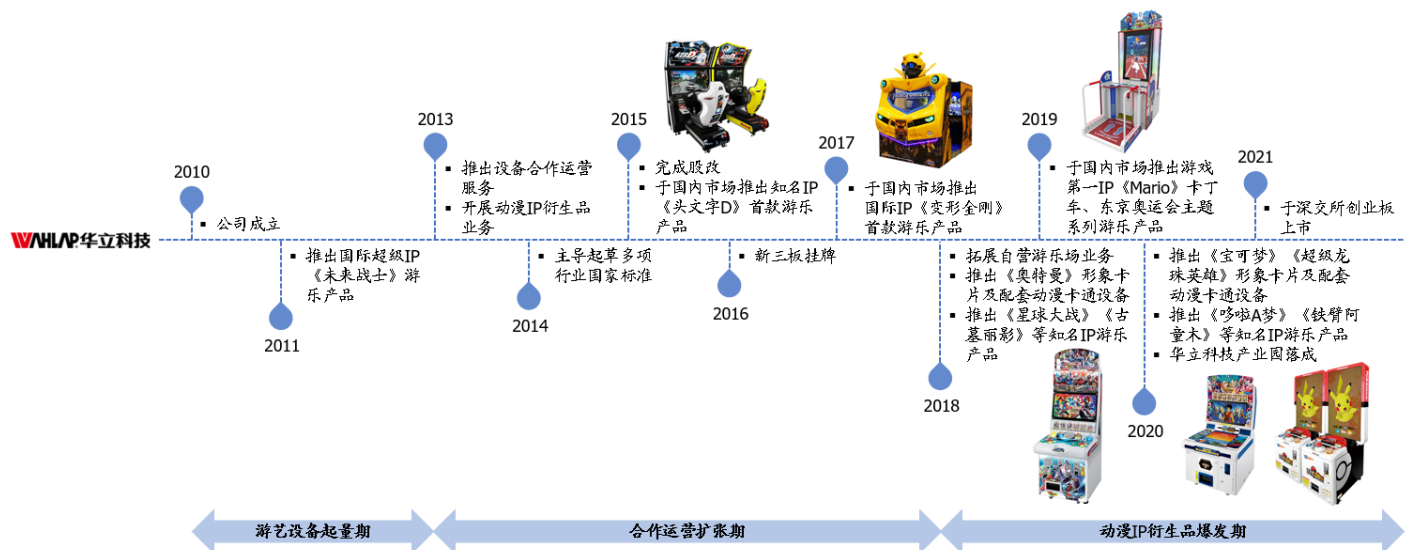 WAHLAP 华立科技
2010
▪ 公司成立
2011
▪ 推出国际超级IP
《未来战士》游
乐产品
2013
▪ 推出设备合作运营
服务
▪ 开展动漫IP衍生品
业务
2014
▪ 主导起草多项
行业国家标准
2015
▪ 完成股改
▪ 于国内市场推出知名IP
《头文字D》首款游乐
产品
2016
▪ 新三板挂牌
2017
▪ 于国内市场推出
国际IP《变形金刚》
首款游乐产品
2018
▪ 拓展自营游乐场业务
▪ 推出《奥特曼》形象卡
片及配套动漫卡通设备
▪ 推出《星球大战》《古
墓丽影》等知名IP游乐
产品
2019
▪ 于国内市场推出游戏
第一IP《Mario》卡丁
车、东京奥运会主题
系列游乐产品
2020
▪ 推出《宝可梦》《超级龙
珠英雄》形象卡片及配套
动漫卡通设备
▪ 推出《哆啦A梦》《铁臂阿
童木》等知名IP游乐产品
▪ 华立科技产业园落成
2021
▪ 于深交所创业板
上市
游艺设备起量期
合作运营扩张期
动漫IP衍生品爆发期